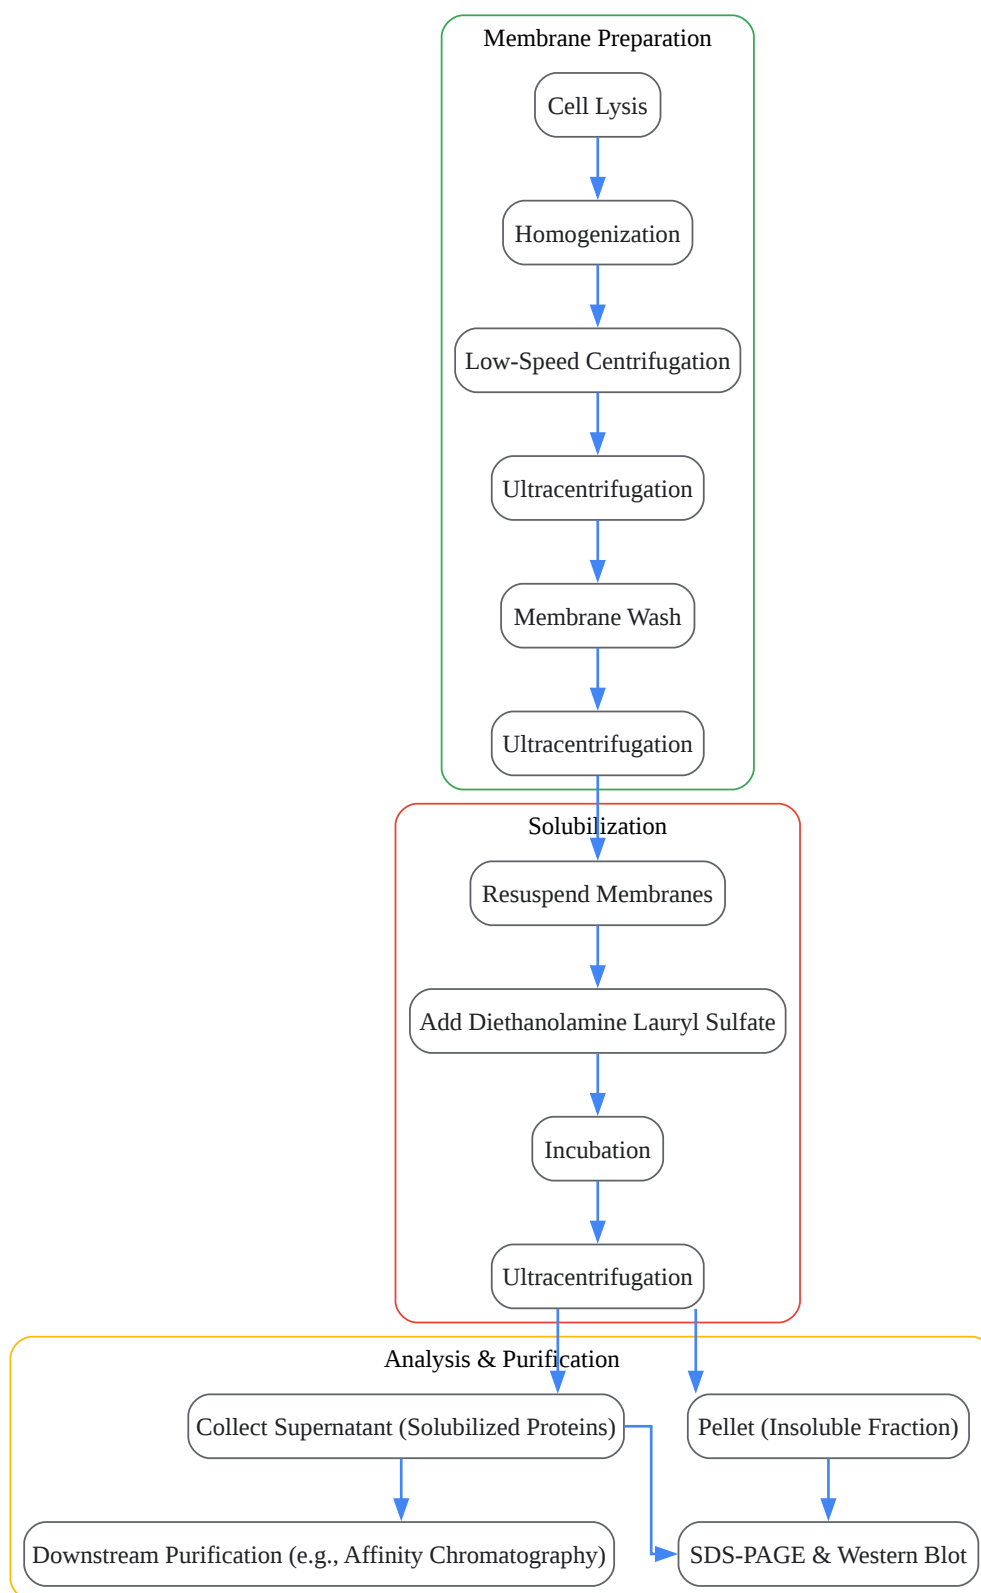 Membrane Preparation
Cell Lysis
Homogenization
Low-Speed Centrifugation
Ultracentrifugation
Membrane Wash
Ultracentrifugation
Solubilization
Resuspend Membranes
Add Diethanolamine Lauryl Sulfate
Incubation
Ultracentrifugation
Analysis & Purification
Collect Supernatant (Solubilized Proteins)
Pellet (Insoluble Fraction)
Downstream Purification (e.g., Affinity Chromatography)
SDS-PAGE & Western Blot